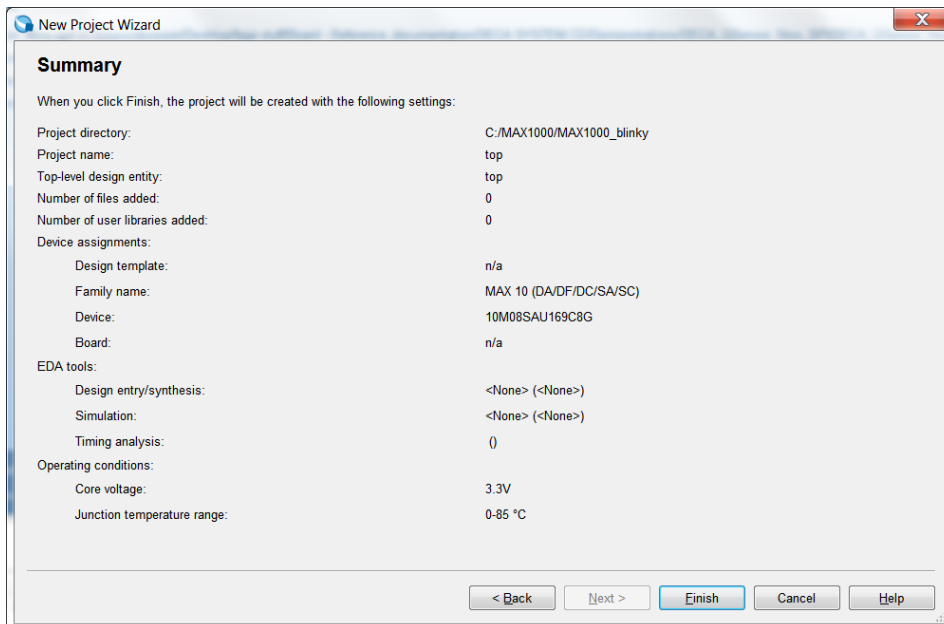 New Project Wizard
Summary
When you click Finish, the project will be created with the following settings:
Project directory: C:/MAX1000/MAX1000_blinky
Project name: top
Top-level design entity: top
Number of files added: 0
Number of user libraries added: 0
Device assignments:
Design template: n/a
Family name: MAX 10 (DA/DF/DC/SA/SC)
Device: 10M08SAU169C8G
Board: n/a
EDA tools:
Design entry/synthesis: <None> (<None>)
Simulation: <None> (<None>)
Timing analysis: ()
Operating conditions:
Core voltage: 3.3V
Junction temperature range: 0-85 °C
< Back Next > Finish Cancel Help